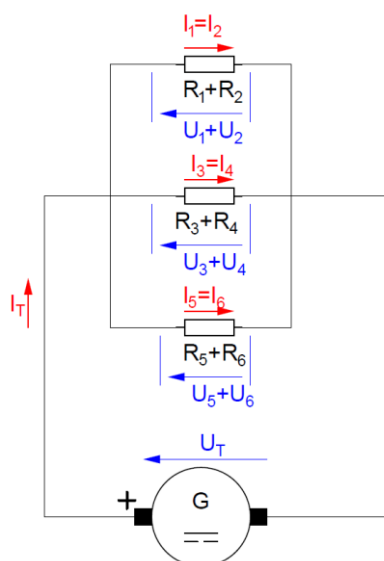 I1=I2
R1+R2
U1+U2
I3=I4
R3+R4
U3+U4
IT
I5=I6
R5+R6
U5+U6
UT
+
G